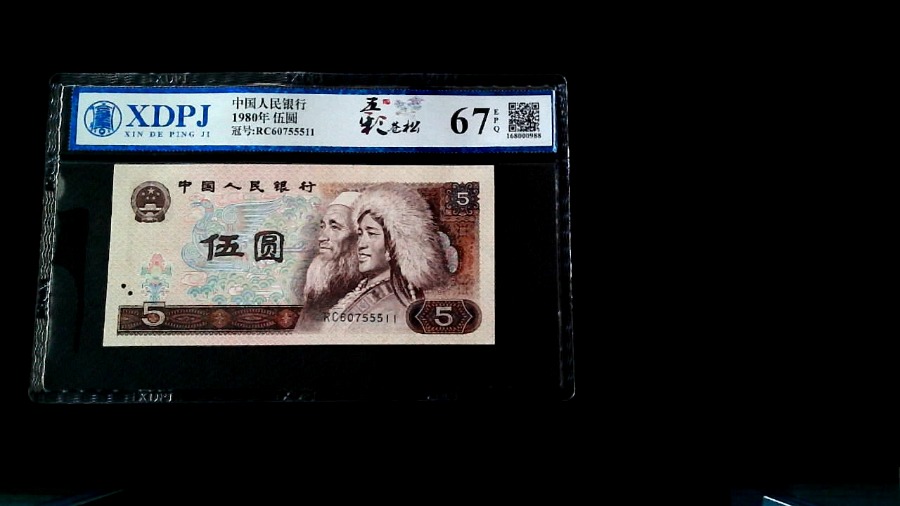 XDPJ
XIN DE PING JI
中国人民银行
1980年 伍圆
冠号:RC60755511
五彩苍松
67
EPQ
168000988
中国人民银行
5
伍圆
5
RC60755511
5
XDPJ